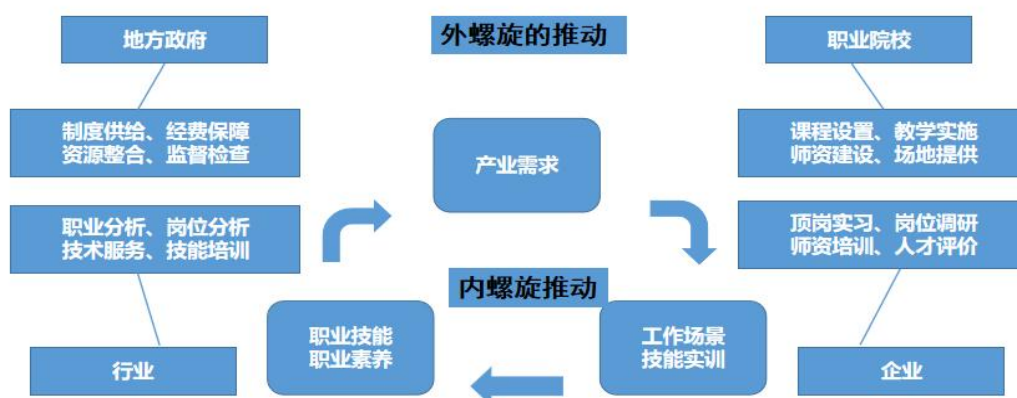 地方政府
外螺旋的推动
职业院校
制度供给、经费保障
资源整合、监督检查
产业需求
课程设置、教学实施
师资建设、场地提供
职业分析、岗位分析
技术服务、技能培训
顶岗实习、岗位调研
师资培训、人才评价
内螺旋推动
职业技能
职业素养
工作场景
技能实训
行业
企业